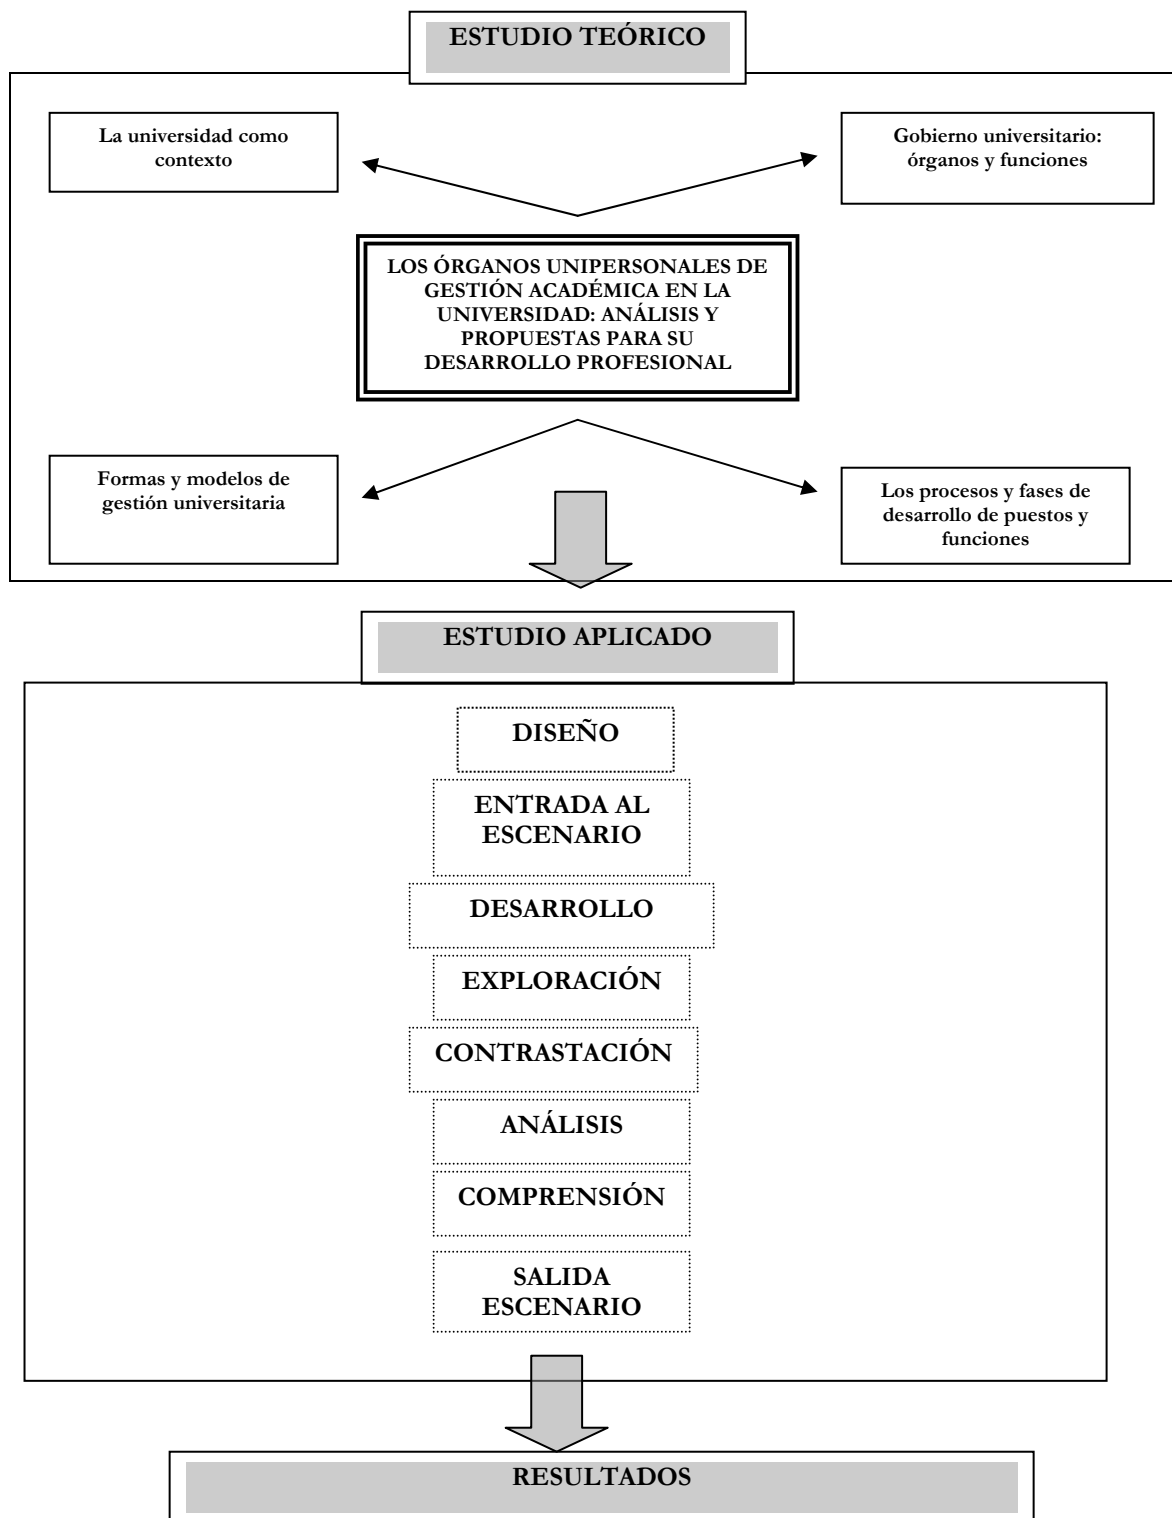 ESTUDIO TEÓRICO
La universidad como
contexto
Gobierno universitario:
órganos y funciones
LOS ÓRGANOS UNIPERSONALES DE
GESTIÓN ACADÉMICA EN LA
UNIVERSIDAD: ANÁLISIS Y
PROPUESTAS PARA SU
DESARROLLO PROFESIONAL
Formas y modelos de
gestión universitaria
Los procesos y fases de
desarrollo de puestos y
funciones
ESTUDIO APLICADO
DISEÑO
ENTRADA AL
ESCENARIO
DESARROLLO
EXPLORACIÓN
CONTRASTACIÓN
ANÁLISIS
COMPRENSIÓN
SALIDA
ESCENARIO
RESULTADOS